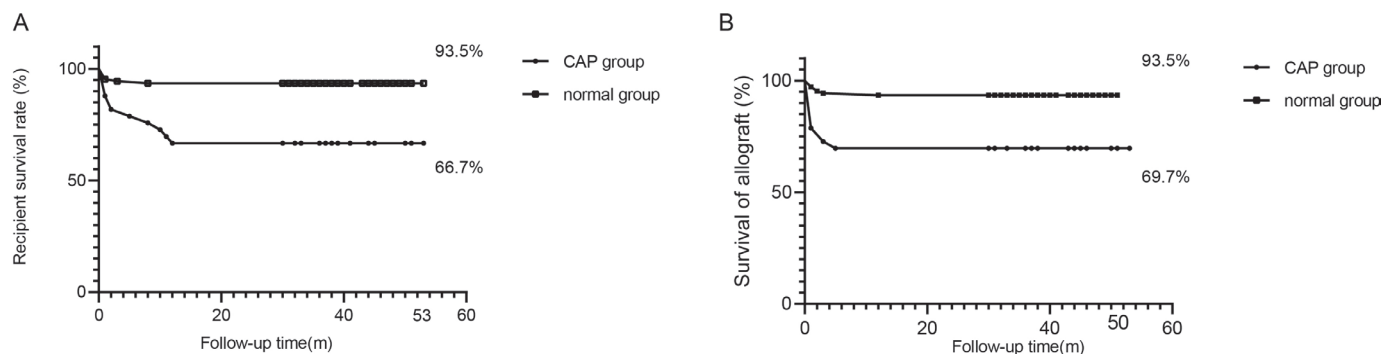 A
Recipient survival rate (%)
100
50
0
0
20
40
53
60
Follow-up time(m)
93.5%
66.7%
CAP group
normal group
B
Survival of allograft (%)
100
50
0
0
20
40
50
60
Follow-up time(m)
93.5%
69.7%
CAP group
normal group